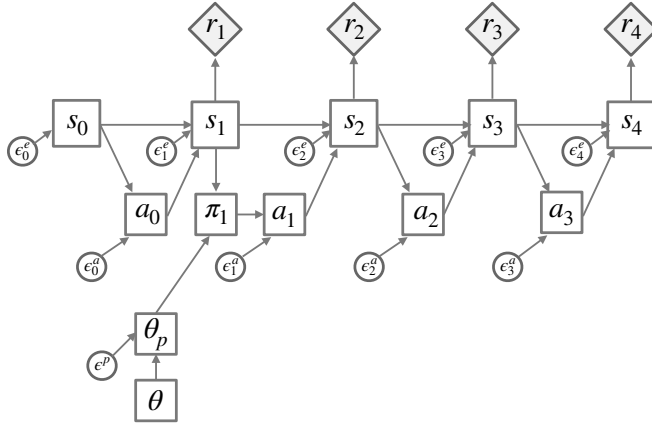 r₁ r₂ r₃ r₄
s₀ s₁ s₂ s₃ s₄
ϵ₀ᵉ ϵ₁ᵉ ϵ₂ᵉ ϵ₃ᵉ ϵ₄ᵉ
a₀ π₁ a₁ a₂ a₃
ϵ₀ᵃ ϵ₁ᵃ ϵ₂ᵃ ϵ₃ᵃ
θₚ
ϵᵖ
θ